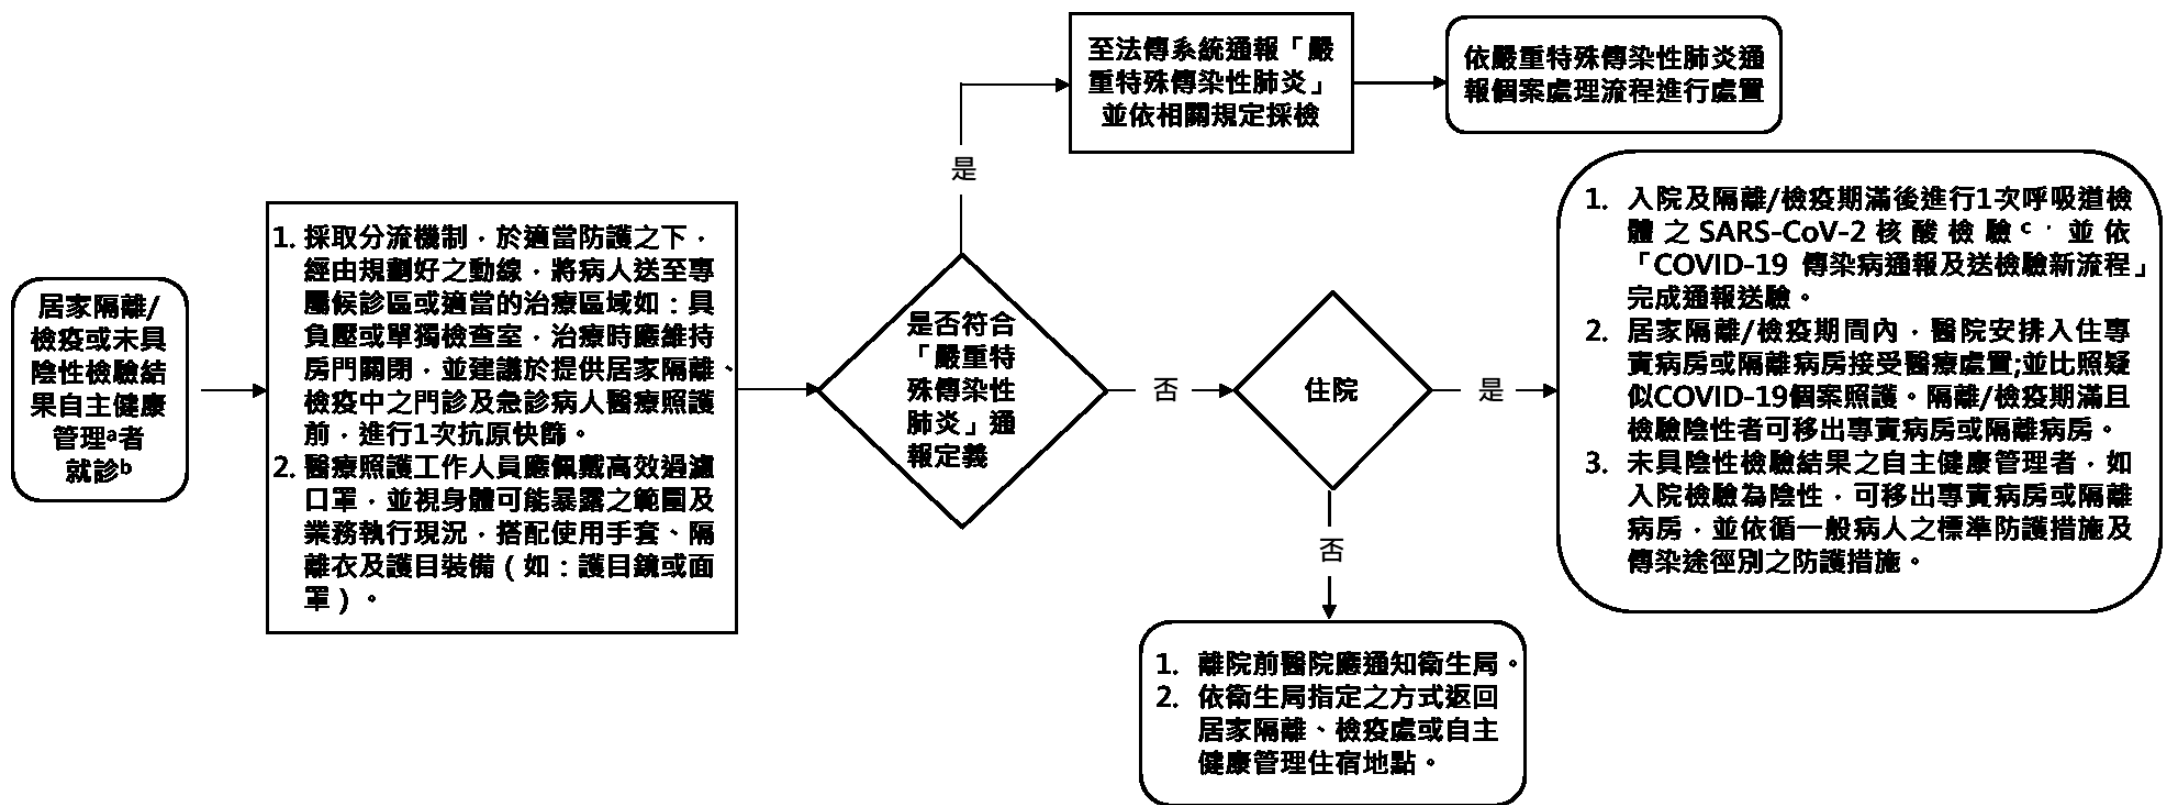 居家隔離/
檢疫或未具
陰性檢驗結
果自主健康
管理ᵃ者
就診ᵇ
1. 採取分流機制，於適當防護之下，
經由規劃好之動線，將病人送至專
屬候診區或適當的治療區域如：具
負壓或單獨檢查室，治療時應維持
房門關閉，並建議於提供居家隔離、
檢疫中之門診及急診病人醫療照護
前，進行1次抗原快篩。
2. 醫療照護工作人員應佩戴高效過濾
口罩，並視身體可能暴露之範圍及
業務執行現況，搭配使用手套、隔
離衣及護目裝備（如：護目鏡或面
罩）。
是否符合
「嚴重特
殊傳染性
肺炎」通
報定義
是
至法傳系統通報「嚴
重特殊傳染性肺炎」
並依相關規定採檢
依嚴重特殊傳染性肺炎通
報個案處理流程進行處置
否
住院
是
1. 入院及隔離/檢疫期滿後進行1次呼吸道檢
體之SARS-CoV-2核酸檢驗ᶜ，並依
「COVID-19 傳染病通報及送檢驗新流程」
完成通報送驗。
2. 居家隔離/檢疫期間內，醫院安排入住專
責病房或隔離病房接受醫療處置;並比照疑
似COVID-19個案照護。隔離/檢疫期滿且
檢驗陰性者可移出專責病房或隔離病房。
3. 未具陰性檢驗結果之自主健康管理者，如
入院檢驗為陰性，可移出專責病房或隔離
病房，並依循一般病人之標準防護措施及
傳染途徑別之防護措施。
否
1. 離院前醫院應通知衛生局。
2. 依衛生局指定之方式返回
居家隔離、檢疫處或自主
健康管理住宿地點。